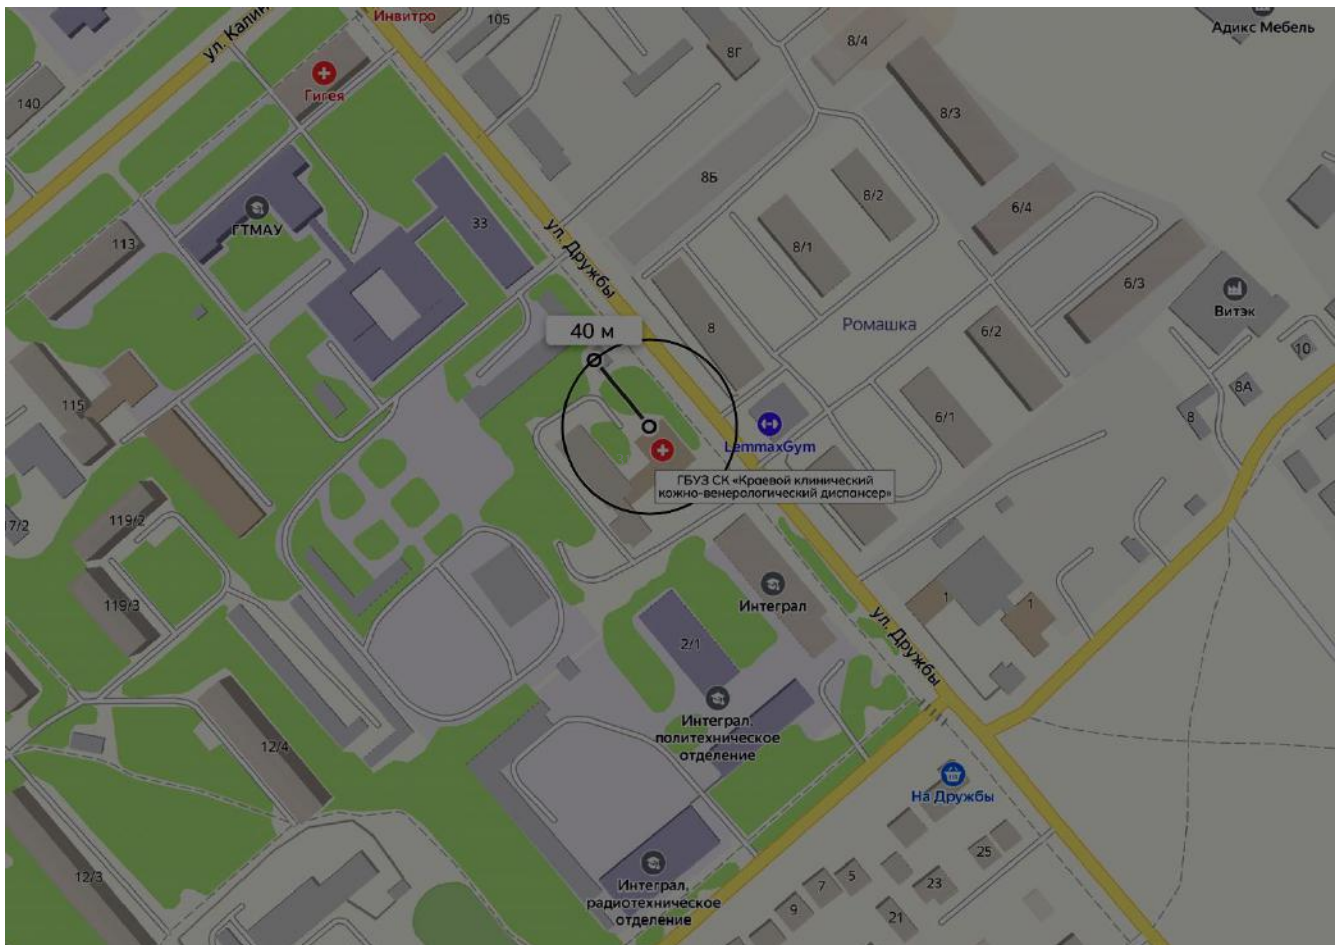 ул. Калин
Инвитро
105
8Г
8/4
Адикс Мебель
140
Гигея
8/3
8Б
8/2
6/4
33
ГТМАУ
113
ул. Дружбы
8/1
6/3
Витэк
40 м
8
Ромашка
6/2
10
8А
115
6/1
8
LemmaxGym
ГБУЗ СК «Краевой клинический
кожно-венерологический диспансер»
17/2
119/2
Интеграл
119/3
1
1
ул. Дружбы
2/1
Интеграл,
политехническое
отделение
12/4
На Дружбы
12/3
25
5
7
23
9
21
Интеграл,
радиотехническое
отделение